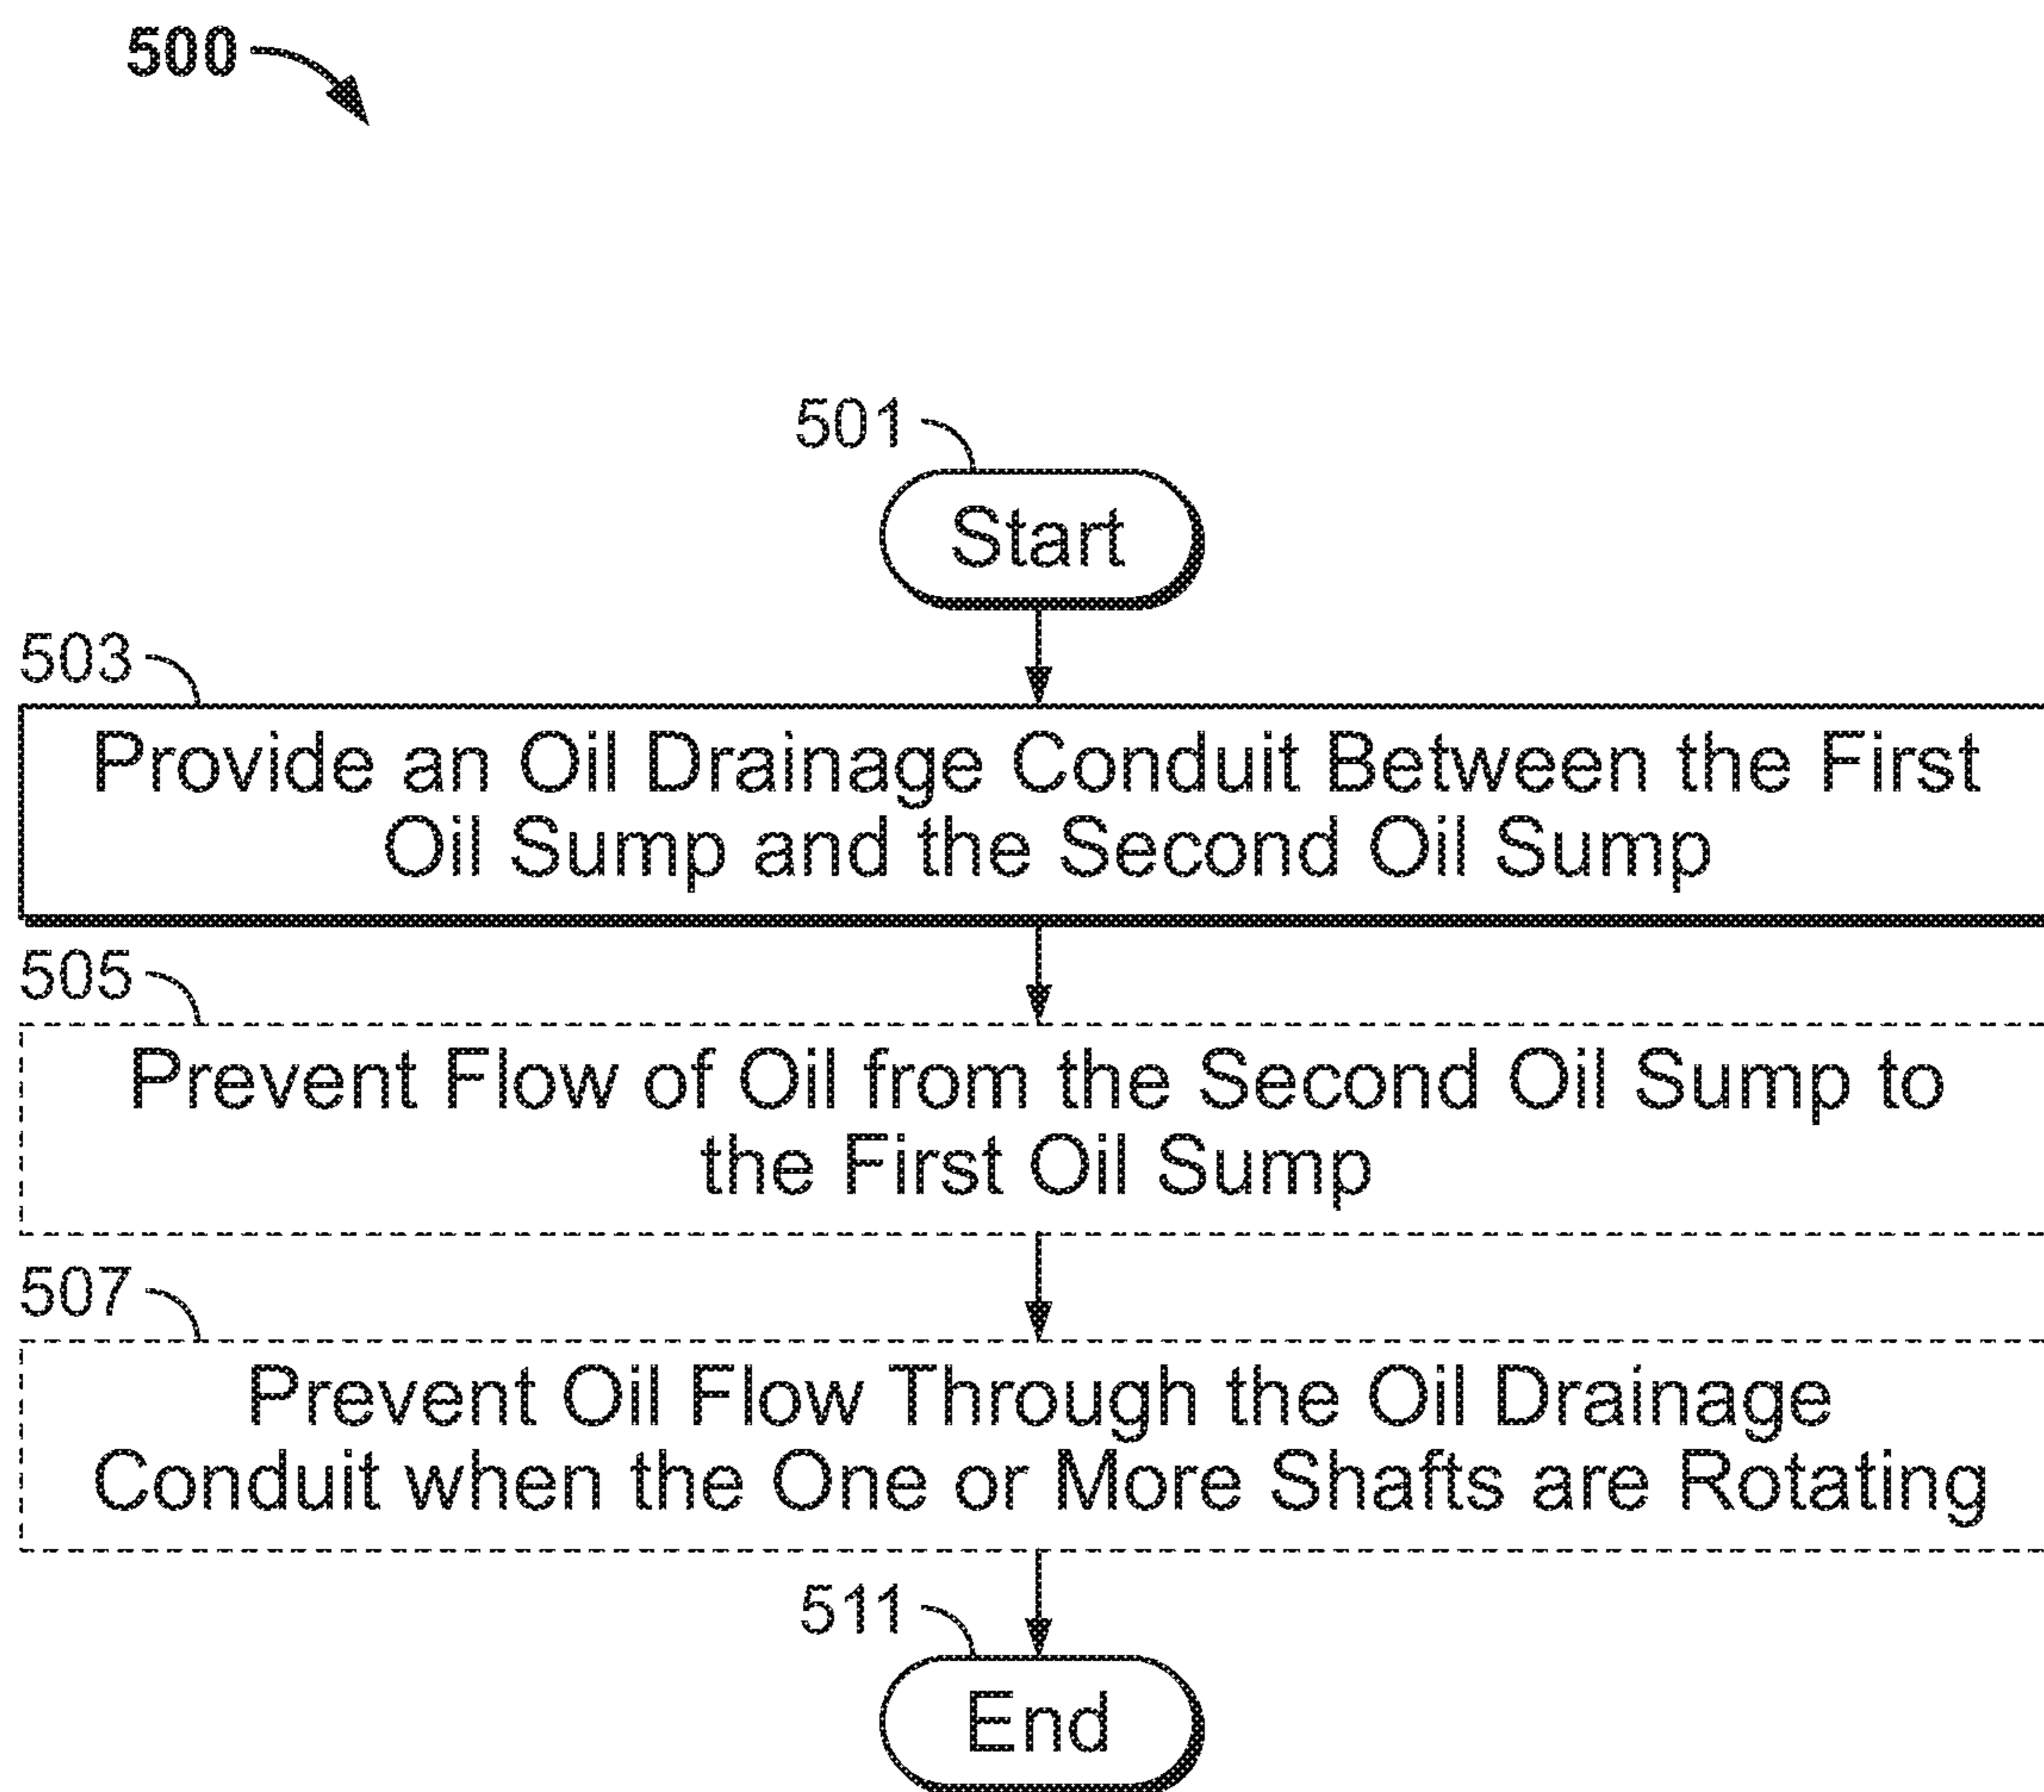 500
501
Start
503
Provide an Oil Drainage Conduit Between the First
Oil Sump and the Second Oil Sump
505
Prevent Flow of Oil from the Second Oil Sump to
the First Oil Sump
507
Prevent Oil Flow Through the Oil Drainage
Conduit when the One or More Shafts are Rotating
511
End